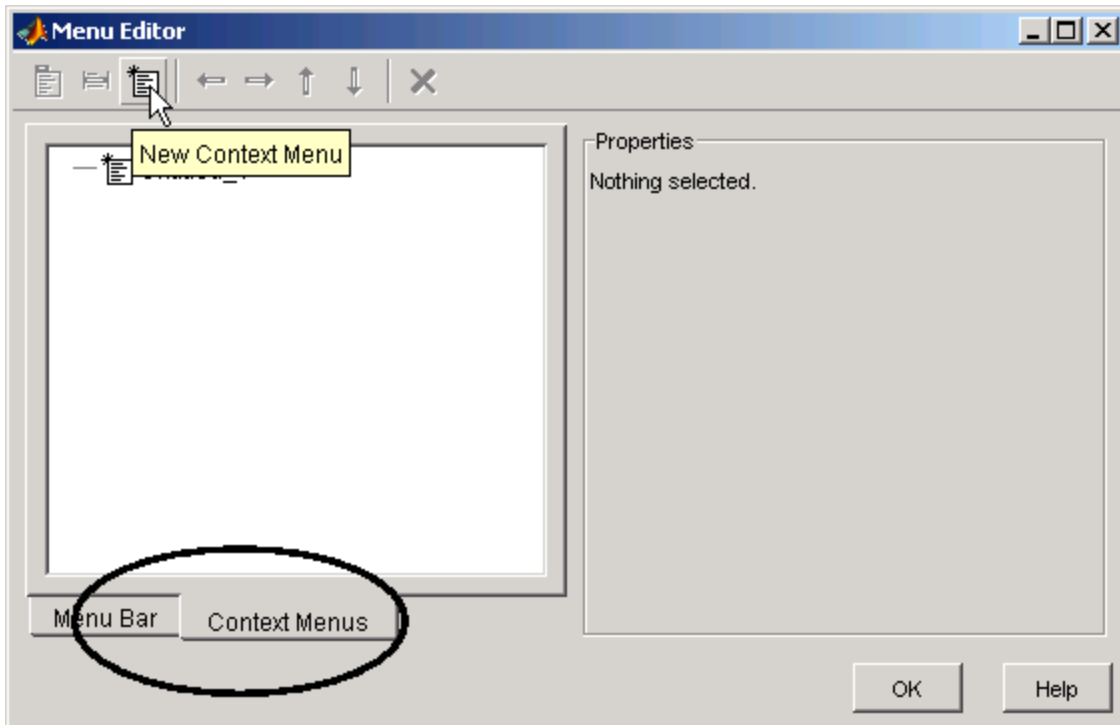 Menu Editor
New Context Menu
Properties
Nothing selected.
Menu Bar
Context Menus
OK
Help